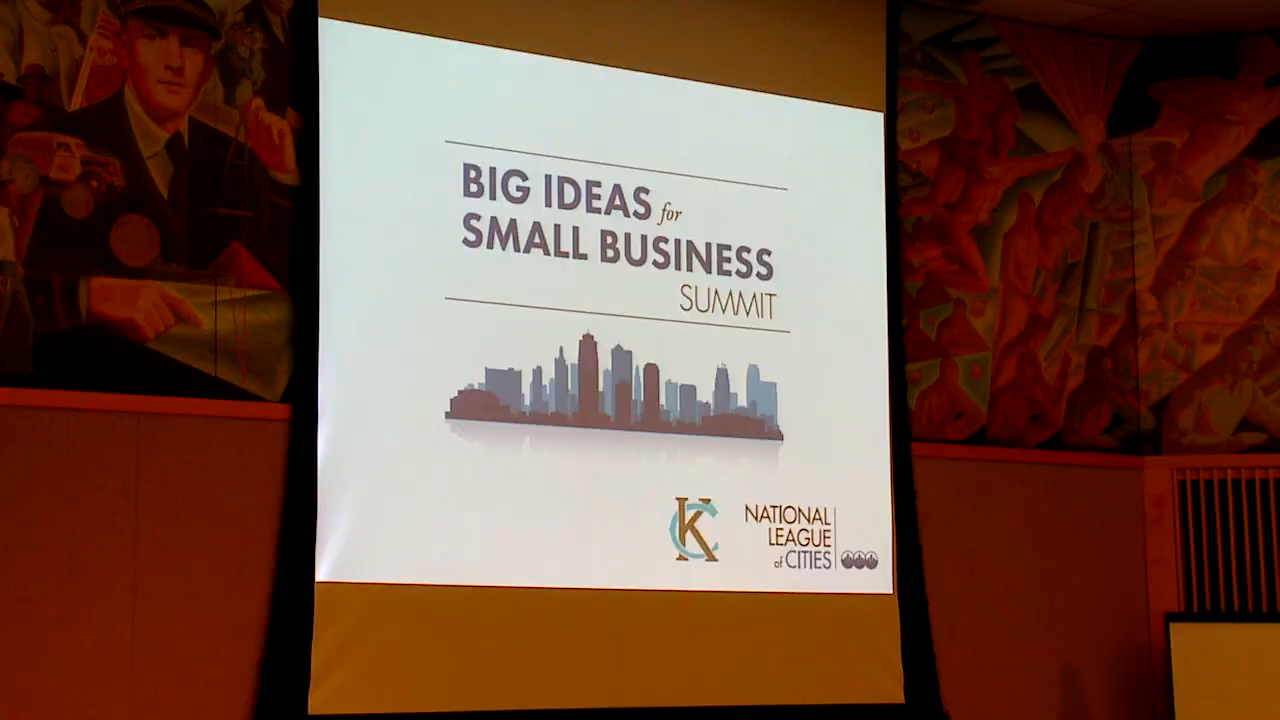 BIG IDEAS for
SMALL BUSINESS
SUMMIT
KC
NATIONAL
LEAGUE
of CITIES